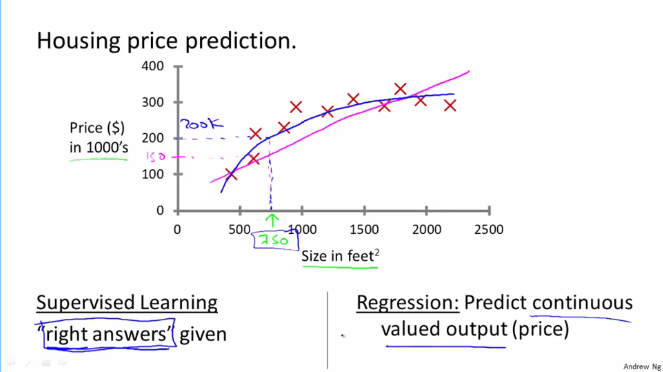 Housing price prediction.
400
300
200
100
0
Price ($)
in 1000's
200K
150
0
500
1000
1500
2000
2500
750
Size in feet²
Supervised Learning
"right answers" given
Regression: Predict continuous
valued output (price)
Andrew Ng